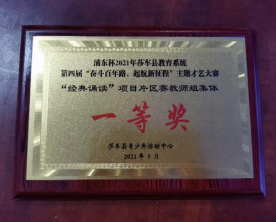 浦东杯2021年莎车县教育系统
第四届“奋斗百年路，起航新征程”主题才艺大赛
“经典诵读”项目片区赛教师组集体
一等奖
莎车县青少年活动中心
2021年3月